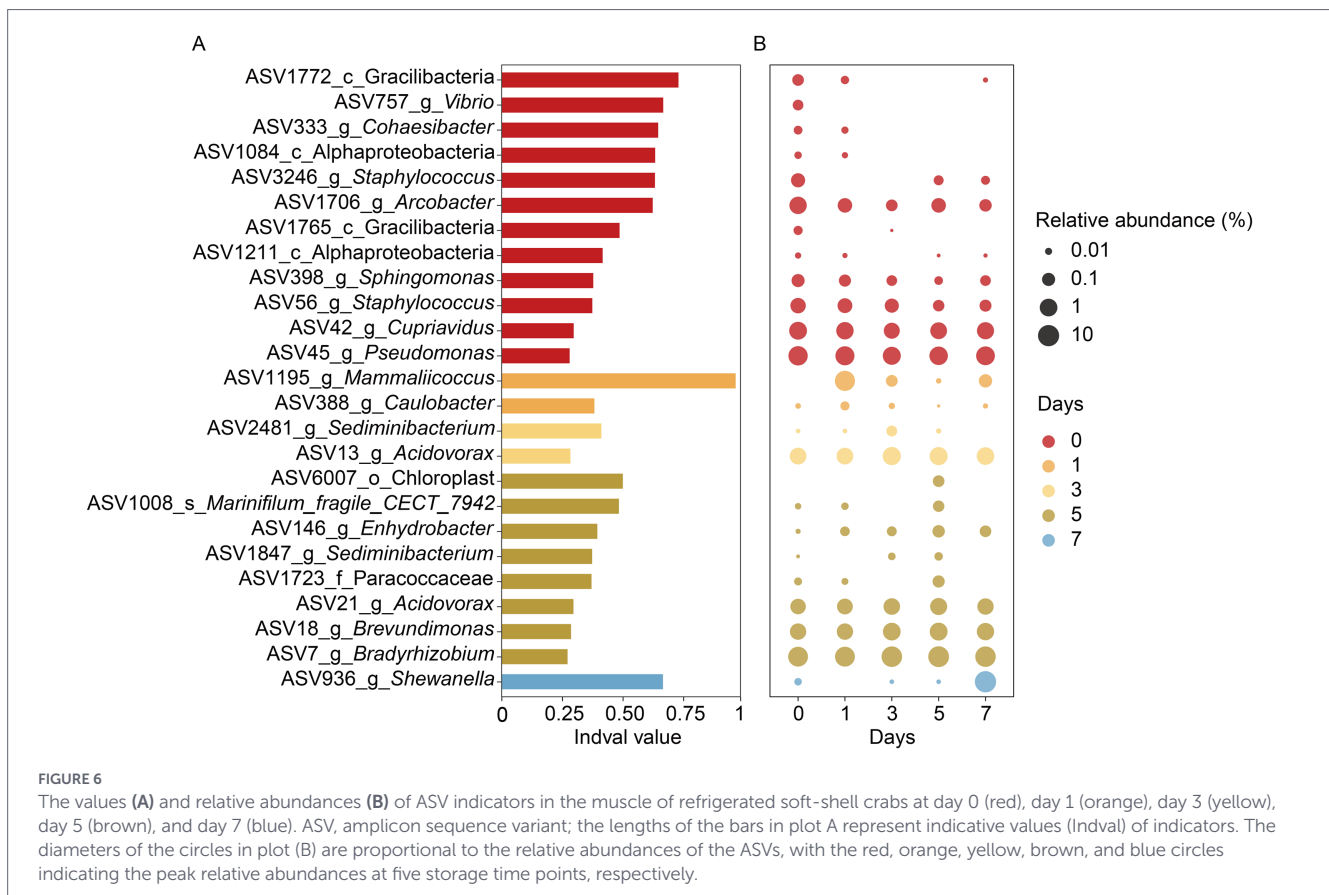 A
B
ASV1772_c_Gracilibacteria
ASV757_g_Vibrio
ASV333_g_Cohaesibacter
ASV1084_c_Alphaproteobacteria
ASV3246_g_Staphylococcus
ASV1706_g_Arcobacter
ASV1765_c_Gracilibacteria
ASV1211_c_Alphaproteobacteria
ASV398_g_Sphingomonas
ASV56_g_Staphylococcus
ASV42_g_Cupriavidus
ASV45_g_Pseudomonas
ASV1195_g_Mammaliicoccus
ASV388_g_Caulobacter
ASV2481_g_Sediminibacterium
ASV13_g_Acidovorax
ASV6007_o_Chloroplast
ASV1008_s_Marinifilum_fragile_CECT_7942
ASV146_g_Enhydrobacter
ASV1847_g_Sediminibacterium
ASV1723_f_Paracoccaceae
ASV21_g_Acidovorax
ASV18_g_Brevundimonas
ASV7_g_Bradyrhizobium
ASV936_g_Shewanella
0 0.25 0.50 0.75 1
Indval value
0 1 3 5 7
Days
Relative abundance (%)
0.01
0.1
1
10
Days
0
1
3
5
7
FIGURE 6
The values (A) and relative abundances (B) of ASV indicators in the muscle of refrigerated soft-shell crabs at day 0 (red), day 1 (orange), day 3 (yellow),
day 5 (brown), and day 7 (blue). ASV, amplicon sequence variant; the lengths of the bars in plot A represent indicative values (Indval) of indicators. The
diameters of the circles in plot (B) are proportional to the relative abundances of the ASVs, with the red, orange, yellow, brown, and blue circles
indicating the peak relative abundances at five storage time points, respectively.